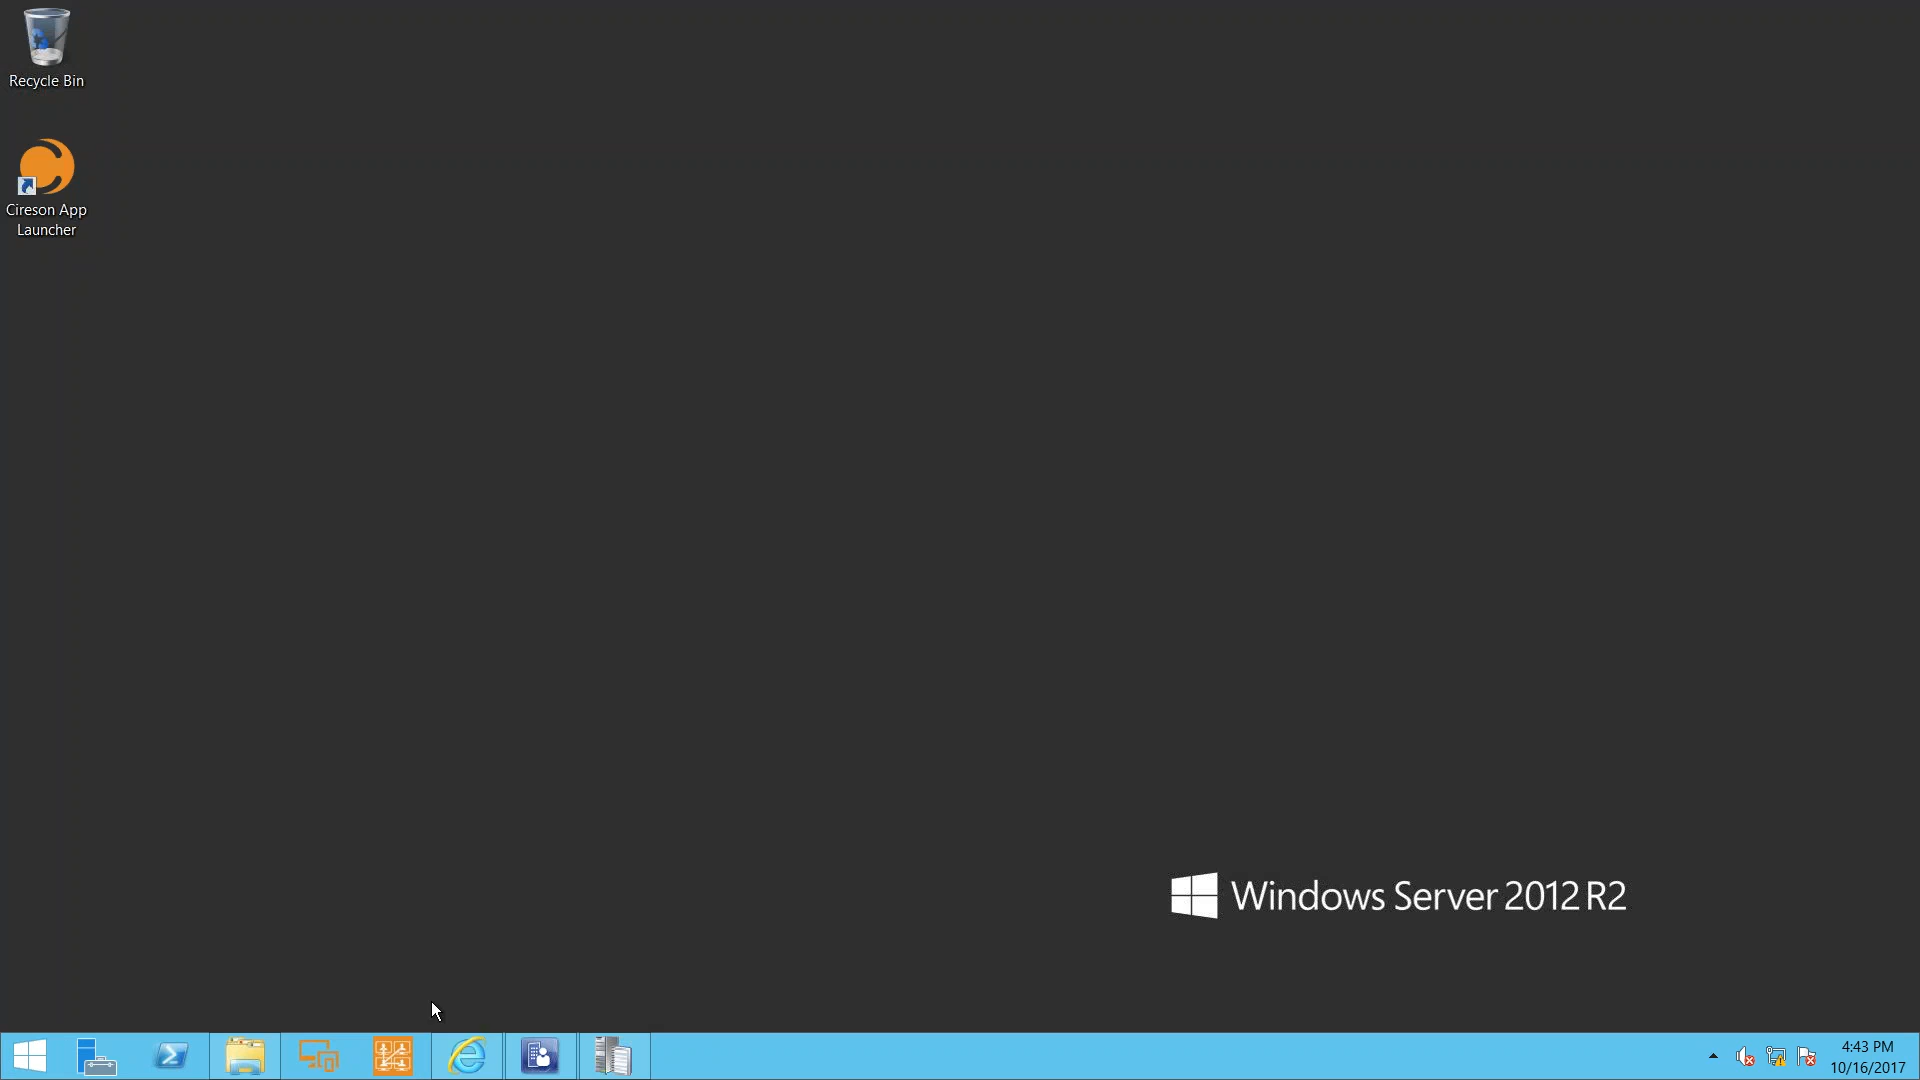 Recycle Bin
Cireson App
Launcher
Windows Server 2012 R2
4:43 PM
10/16/2017